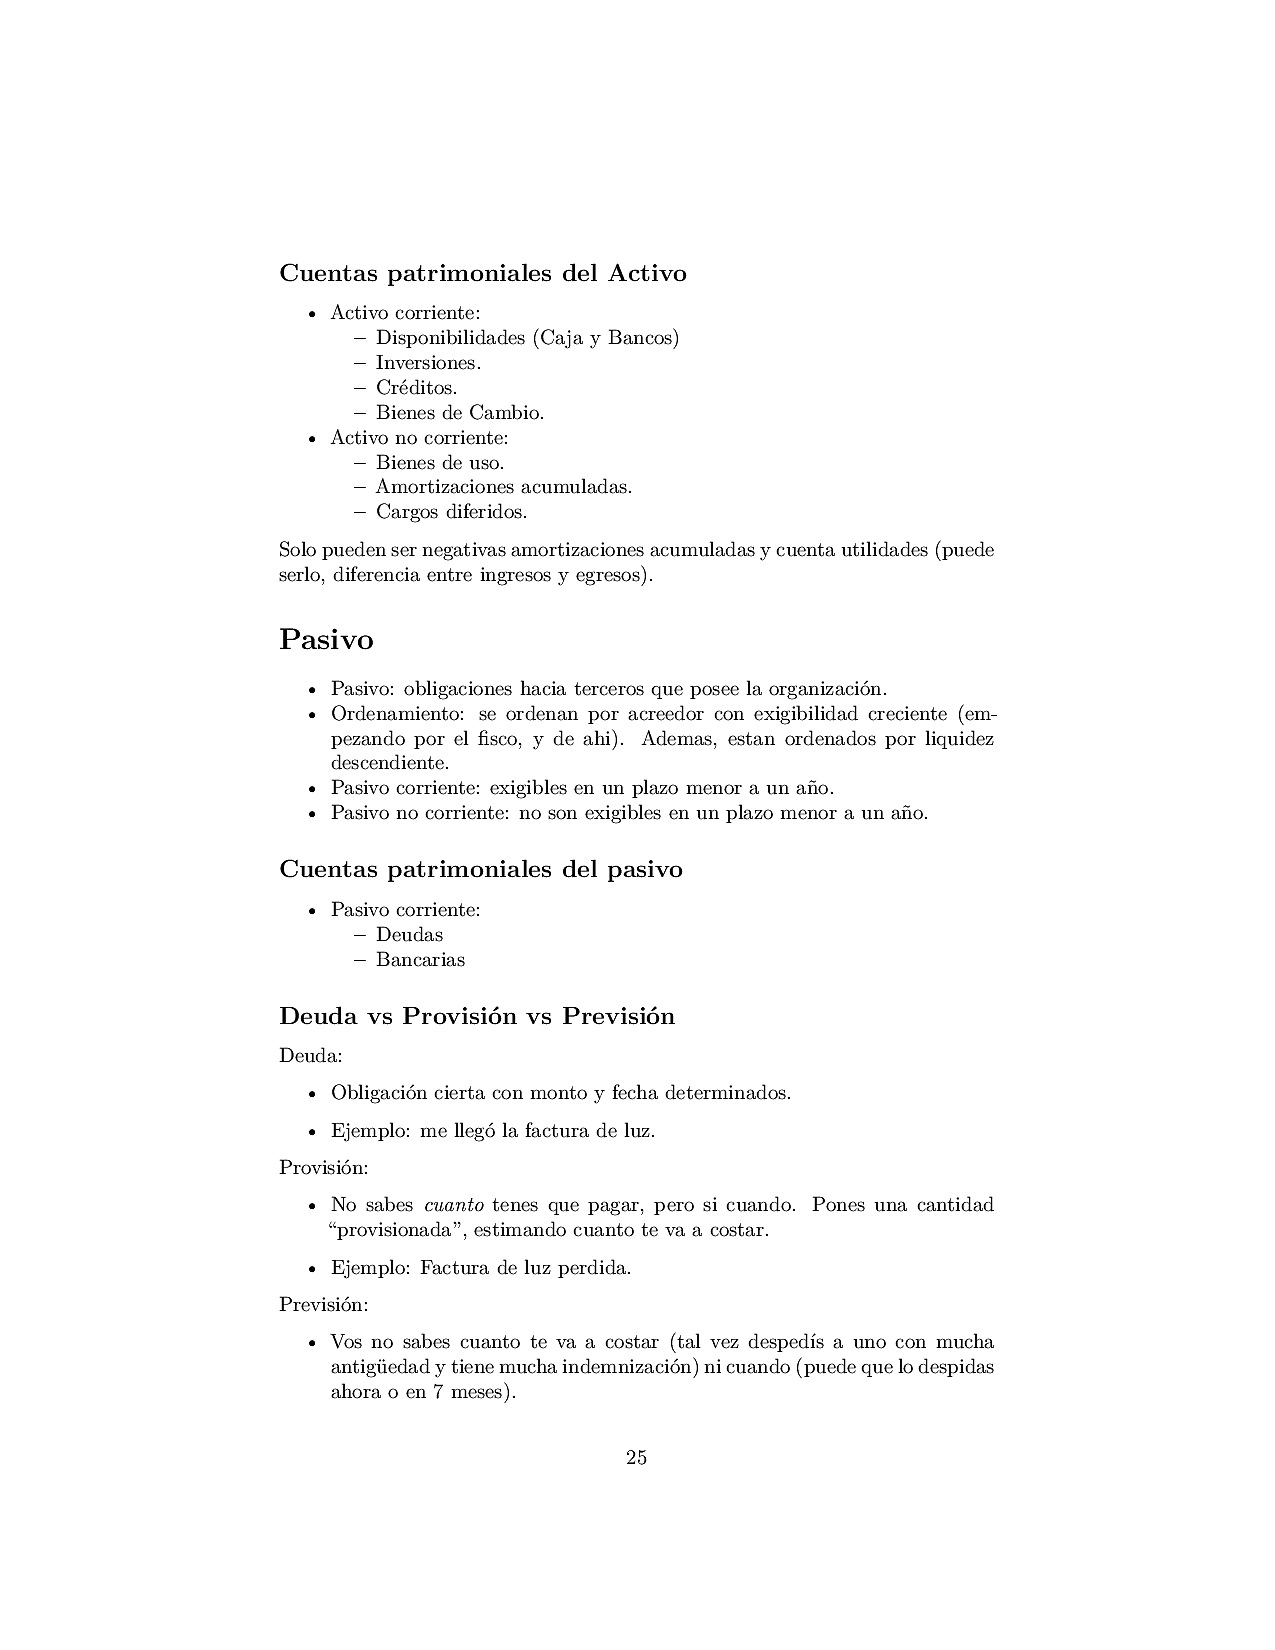 Cuentas patrimoniales del Activo
• Activo corriente:
– Disponibilidades (Caja y Bancos)
– Inversiones.
– Créditos.
– Bienes de Cambio.
• Activo no corriente:
– Bienes de uso.
– Amortizaciones acumuladas.
– Cargos diferidos.
Solo pueden ser negativas amortizaciones acumuladas y cuenta utilidades (puede
serlo, diferencia entre ingresos y egresos).
Pasivo
• Pasivo: obligaciones hacia terceros que posee la organización.
• Ordenamiento: se ordenan por acreedor con exigibilidad creciente (em-
pezando por el fisco, y de ahi). Ademas, estan ordenados por liquidez
descendiente.
• Pasivo corriente: exigibles en un plazo menor a un año.
• Pasivo no corriente: no son exigibles en un plazo menor a un año.
Cuentas patrimoniales del pasivo
• Pasivo corriente:
– Deudas
– Bancarias
Deuda vs Provisión vs Previsión
Deuda:
• Obligación cierta con monto y fecha determinados.
• Ejemplo: me llegó la factura de luz.
Provisión:
• No sabes cuanto tenes que pagar, pero si cuando. Pones una cantidad
“provisionada”, estimando cuanto te va a costar.
• Ejemplo: Factura de luz perdida.
Previsión:
• Vos no sabes cuanto te va a costar (tal vez despedís a uno con mucha
antigüedad y tiene mucha indemnización) ni cuando (puede que lo despidas
ahora o en 7 meses).
25